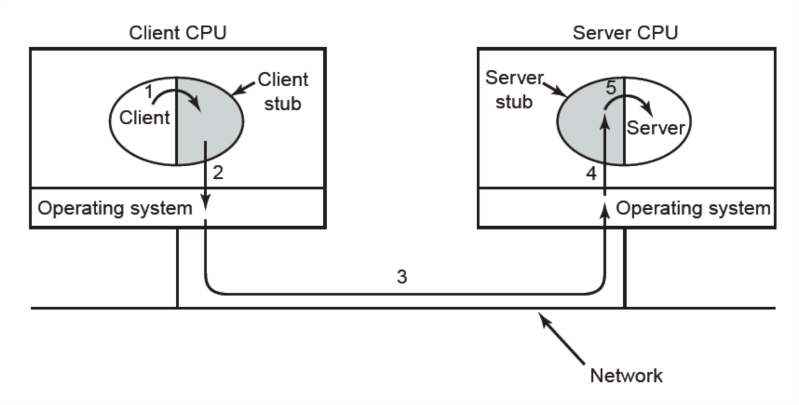 Client CPU
Server CPU
1
Client
Client
stub
2
Operating system
Server
stub
5
Server
4
Operating system
3
Network